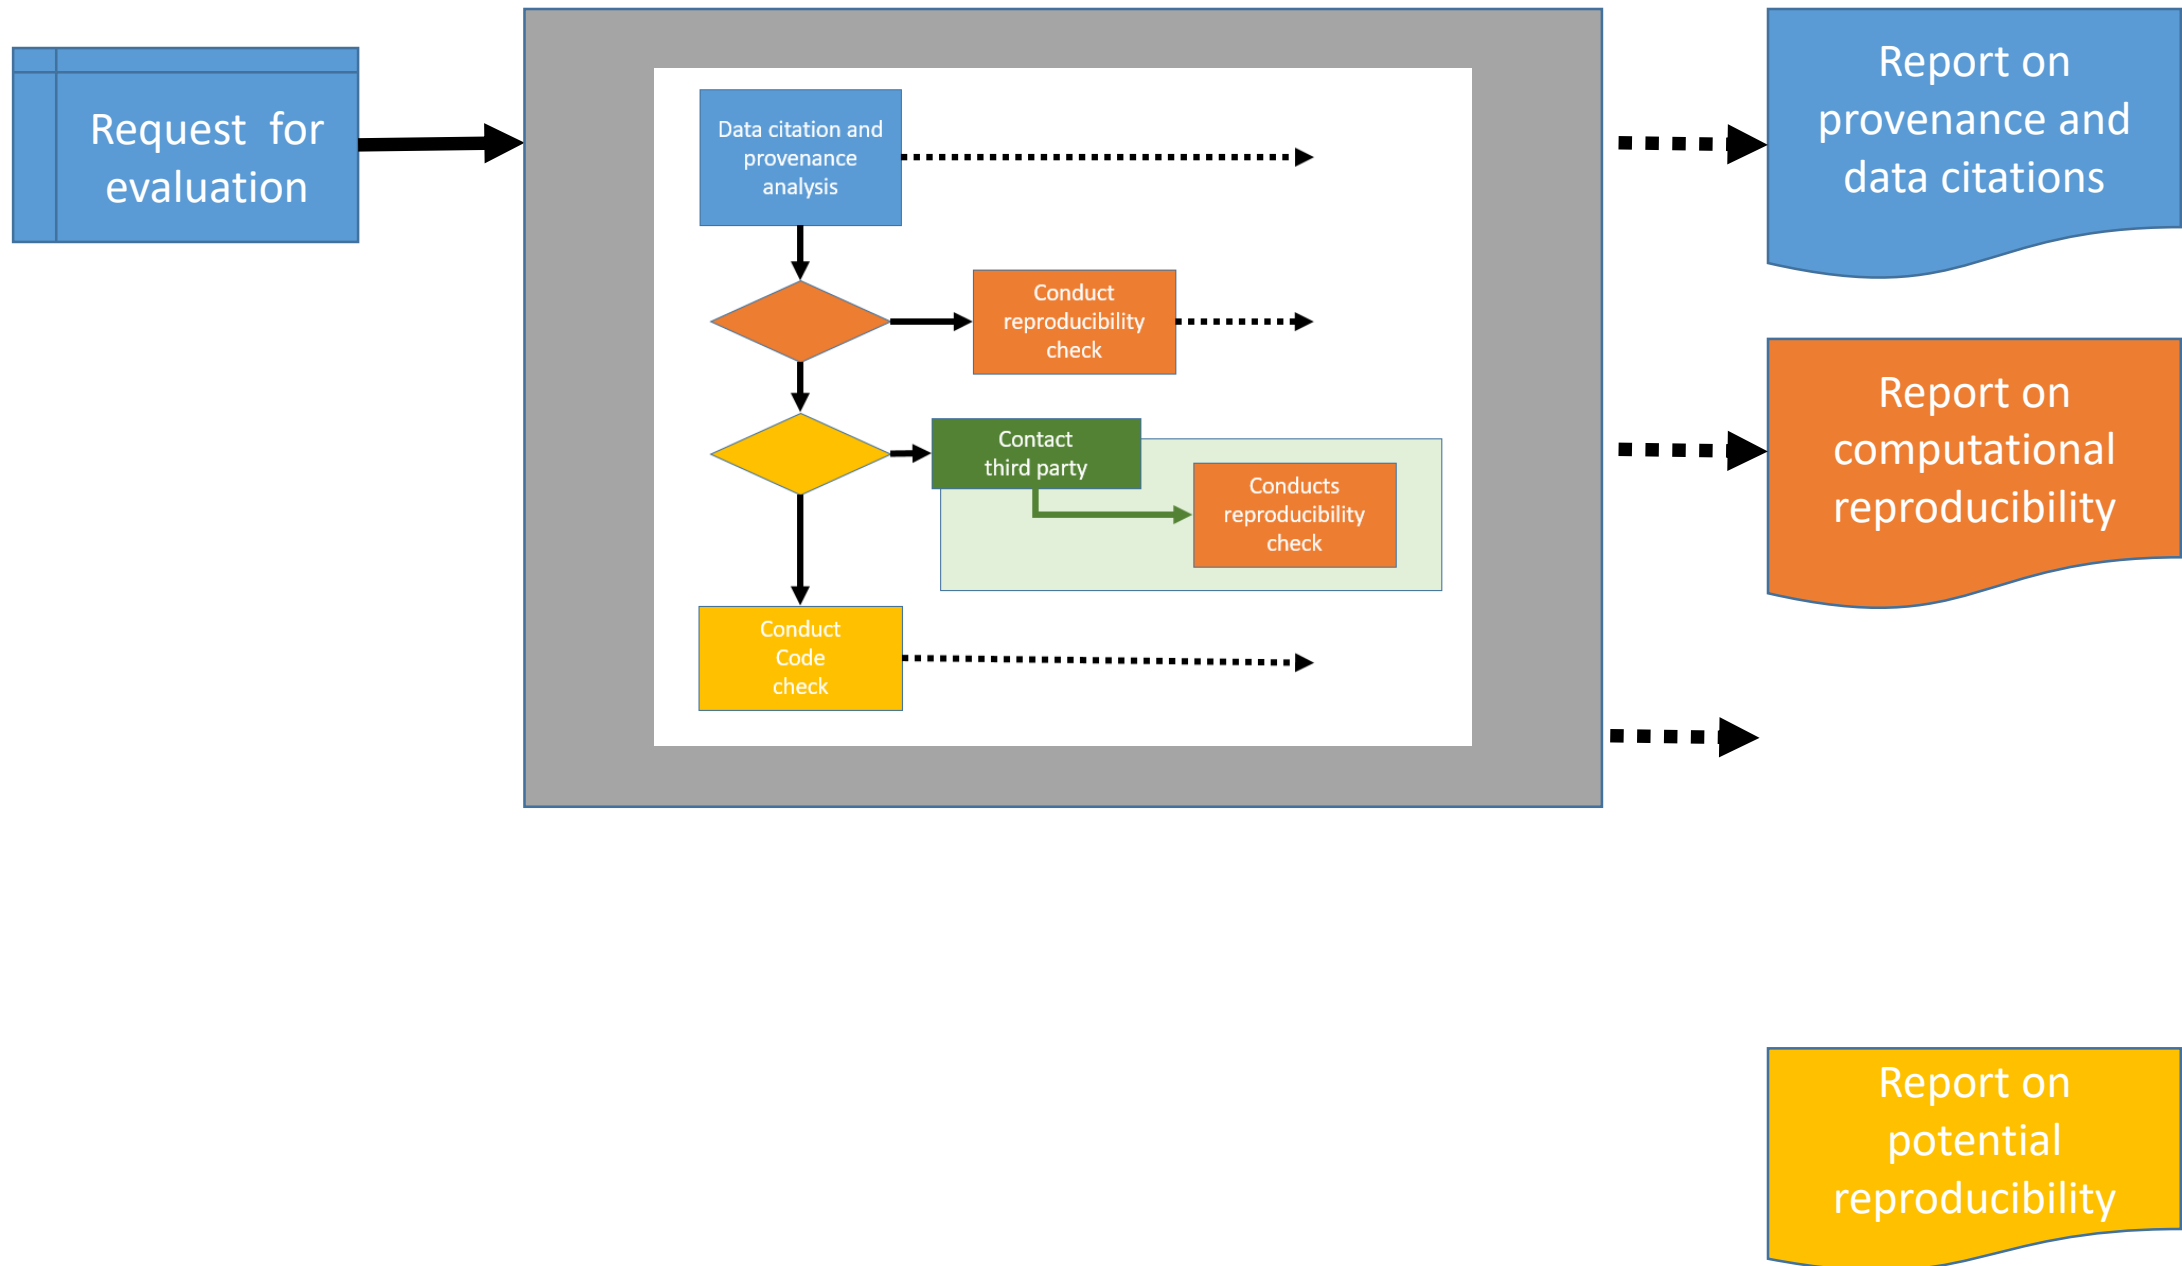 Request for
evaluation
Data citation and
provenance
analysis
Conduct
reproducibility
check
Contact
third party
Conducts
reproducibility
check
Conduct
Code
check
Report on
provenance and
data citations
Report on
computational
reproducibility
Report on
potential
reproducibility